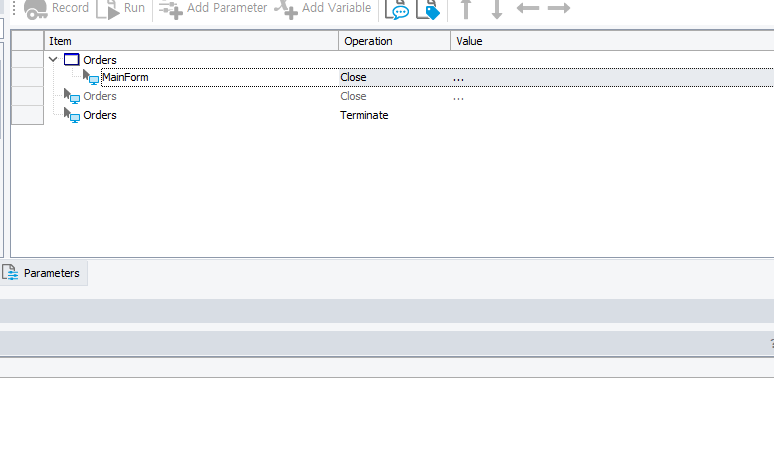 Record Run Add Parameter Add Variable
Item Operation Value
Orders
MainForm Close ...
Orders Close ...
Orders Terminate
Parameters